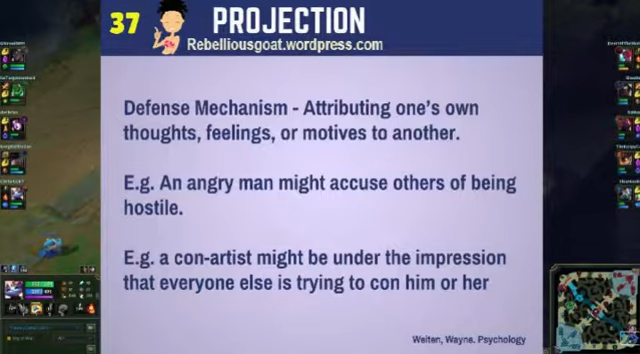 37
PROJECTION
Rebelliousgoat.wordpress.com
Defense Mechanism - Attributing one's own
thoughts, feelings, or motives to another.
E.g. An angry man might accuse others of being
hostile.
E.g. a con-artist might be under the impression
that everyone else is trying to con him or her
Weiten, Wayne. Psychology